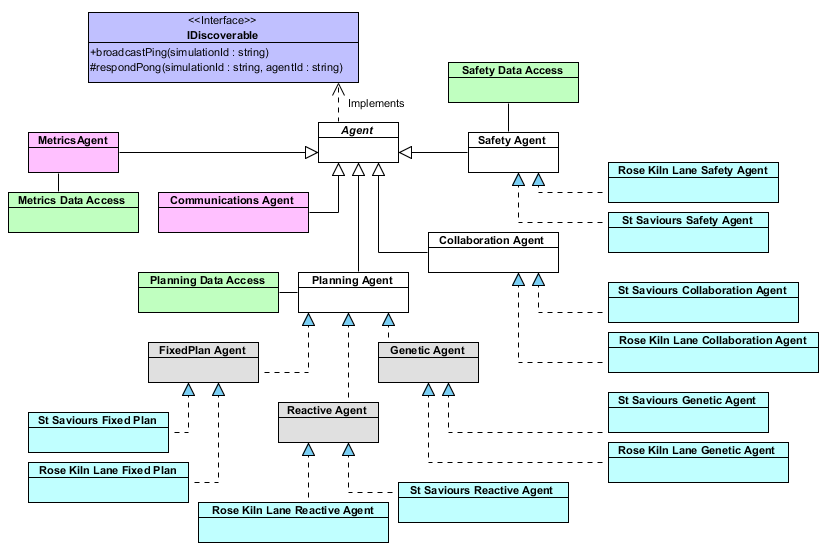 <<Interface>>
IDiscoverable
+broadcastPing(simulationId : string)
#respondPong(simulationId : string, agentId : string)
Safety Data Access
Implements
Agent
MetricsAgent
Safety Agent
Rose Kiln Lane Safety Agent
Metrics Data Access
Communications Agent
St Saviours Safety Agent
Collaboration Agent
Planning Data Access
Planning Agent
St Saviours Collaboration Agent
Rose Kiln Lane Collaboration Agent
FixedPlan Agent
Genetic Agent
St Saviours Genetic Agent
Reactive Agent
St Saviours Fixed Plan
Rose Kiln Lane Genetic Agent
Rose Kiln Lane Fixed Plan
St Saviours Reactive Agent
Rose Kiln Lane Reactive Agent